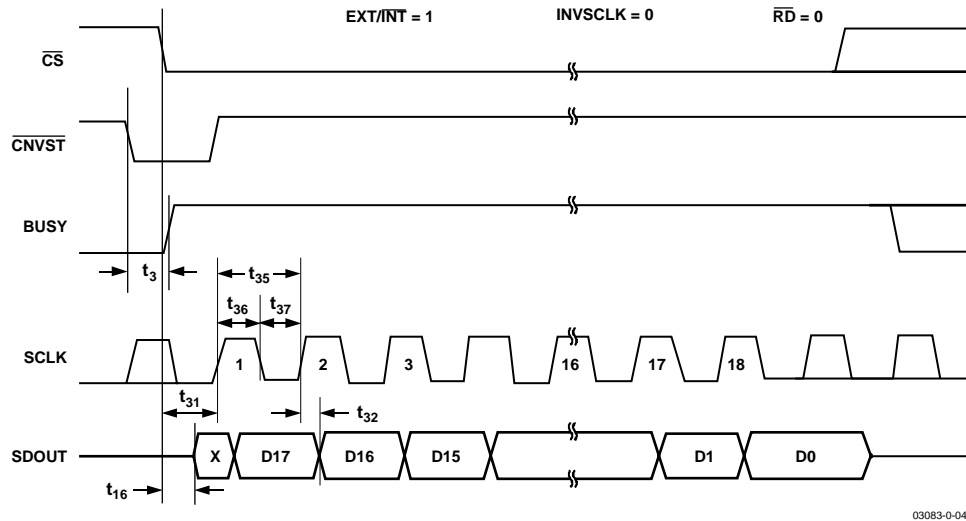 EXT/INT = 1 INVSCLK = 0 RD = 0
CS
CNVST
BUSY
t3
t35
t36 t37
SCLK
1 2 3 16 17 18
t31
t32
SDOUT
X D17 D16 D15 D1 D0
t16
03083-0-04